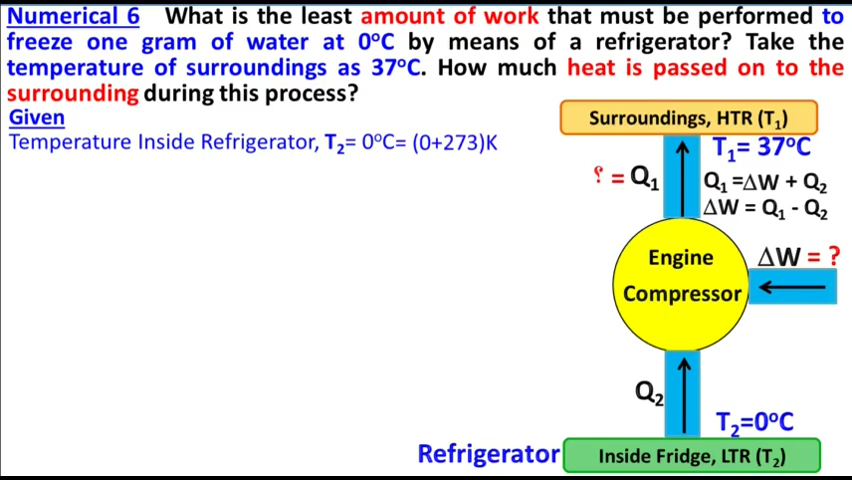 Numerical 6 What is the least amount of work that must be performed to
freeze one gram of water at 0°C by means of a refrigerator? Take the
temperature of surroundings as 37°C. How much heat is passed on to the
surrounding during this process?
Given
Temperature Inside Refrigerator, T₂= 0°C= (0+273)K
Surroundings, HTR (T₁)
T₁= 37°C
؟ = Q₁
Q₁ =∆W + Q₂
∆W = Q₁ - Q₂
Engine
Compressor
∆W = ?
Q₂
T₂=0°C
Refrigerator
Inside Fridge, LTR (T₂)